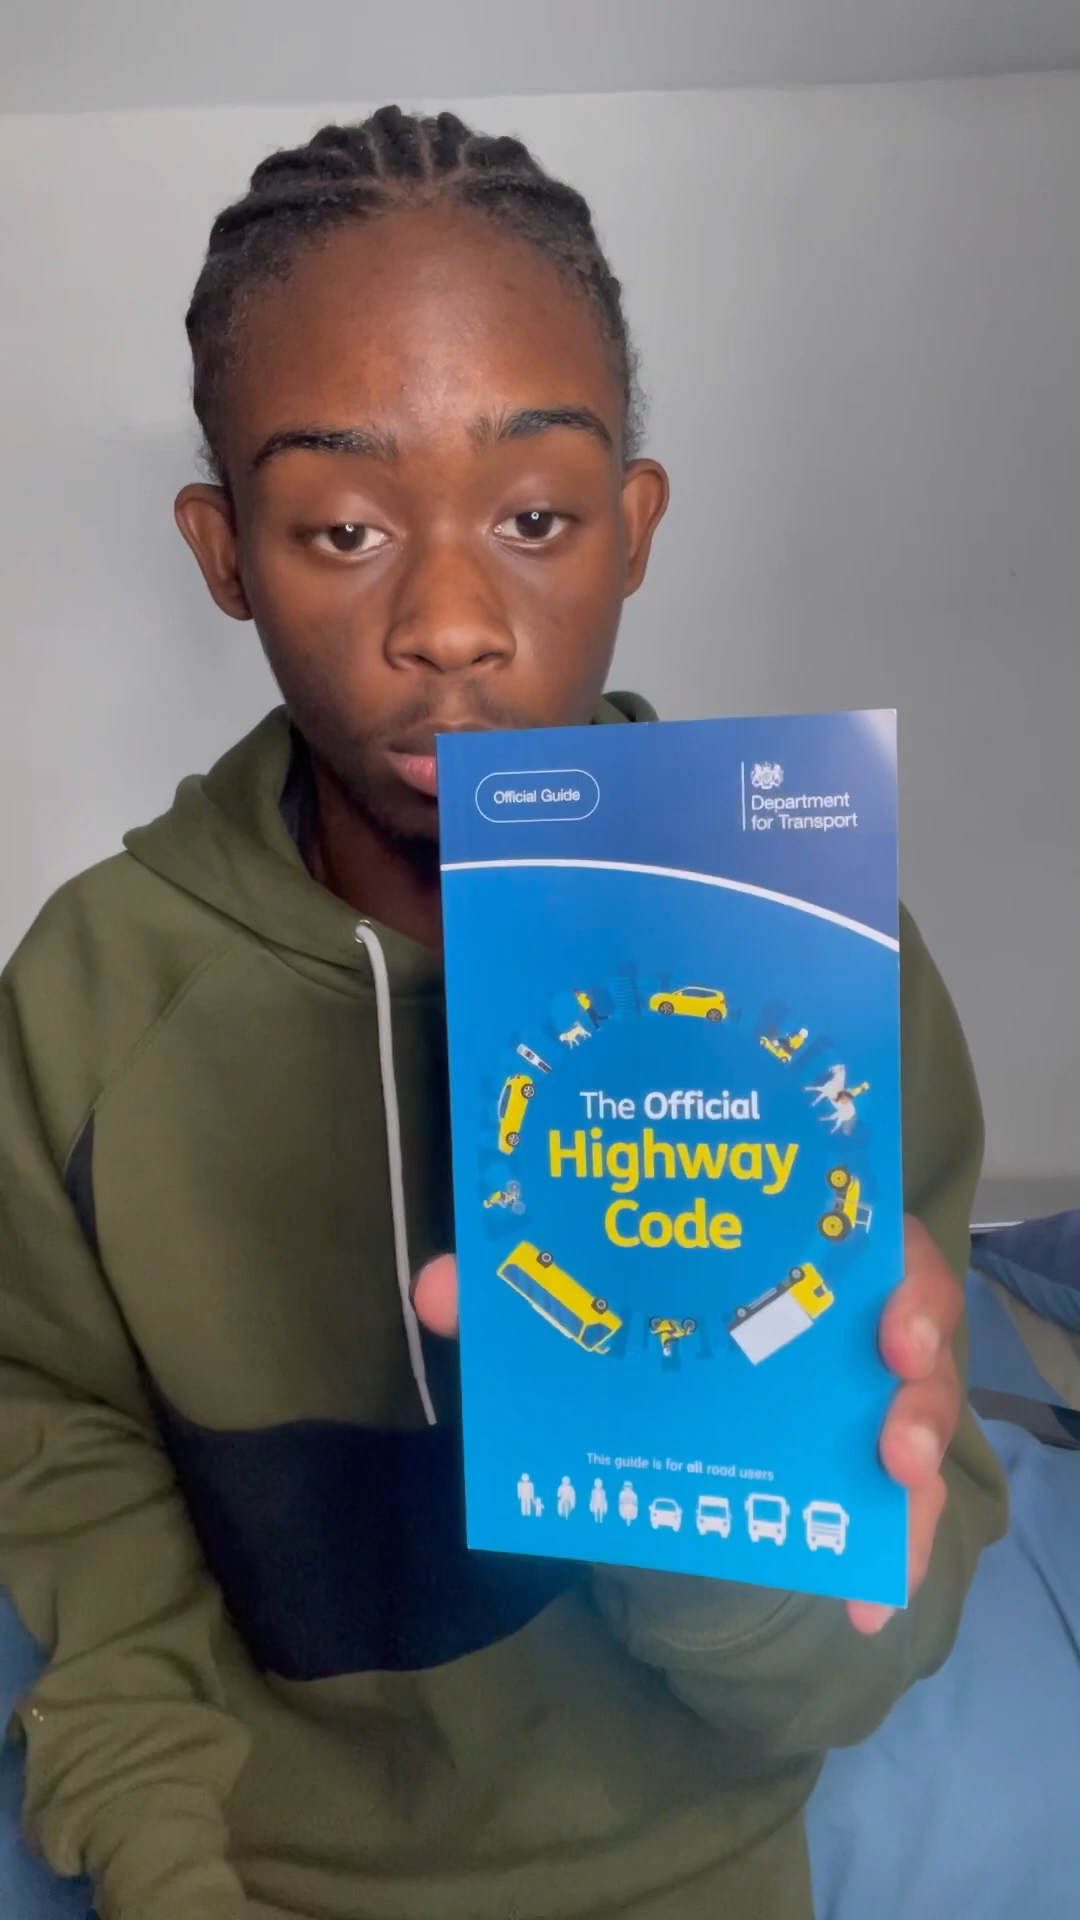 Official Guide
Department
for Transport
The Official
Highway
Code
This guide is for all road users